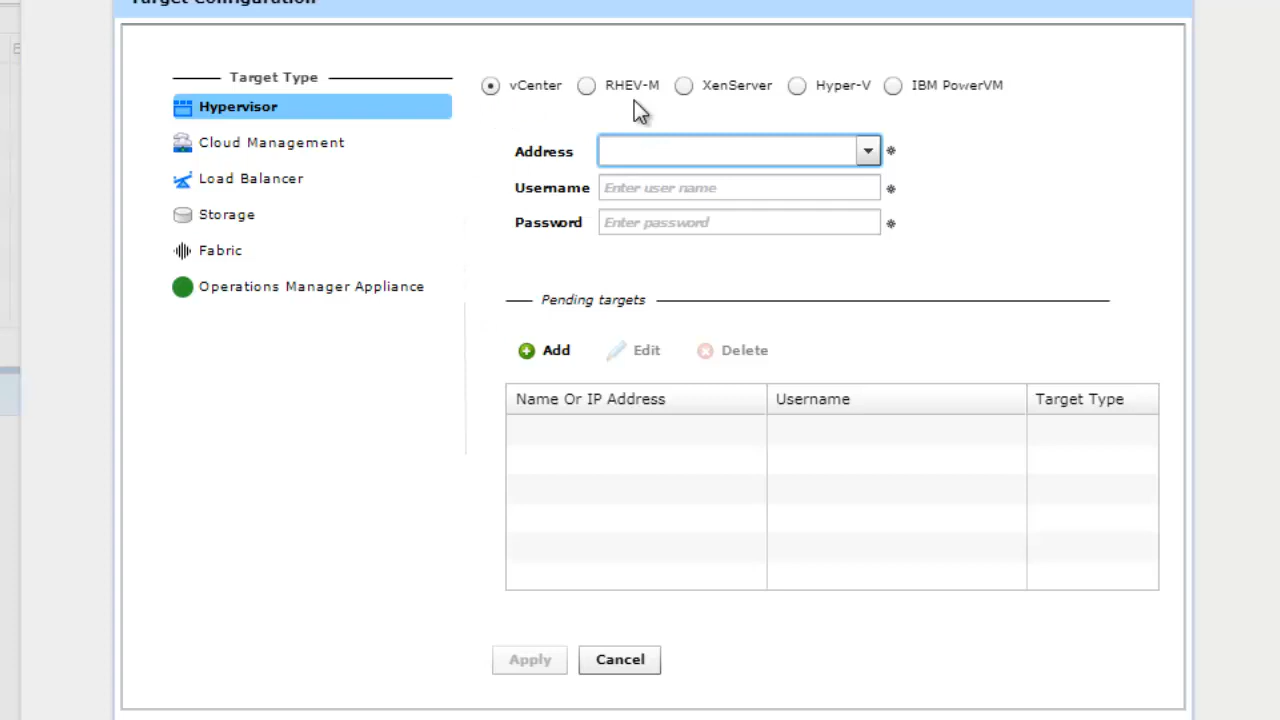 Target Configuration
Target Type
Hypervisor
Cloud Management
Load Balancer
Storage
Fabric
Operations Manager Appliance
vCenter RHEV-M XenServer Hyper-V IBM PowerVM
Address
Username Enter user name
Password Enter password
Pending targets
Add Edit Delete
Name Or IP Address Username Target Type
Apply Cancel